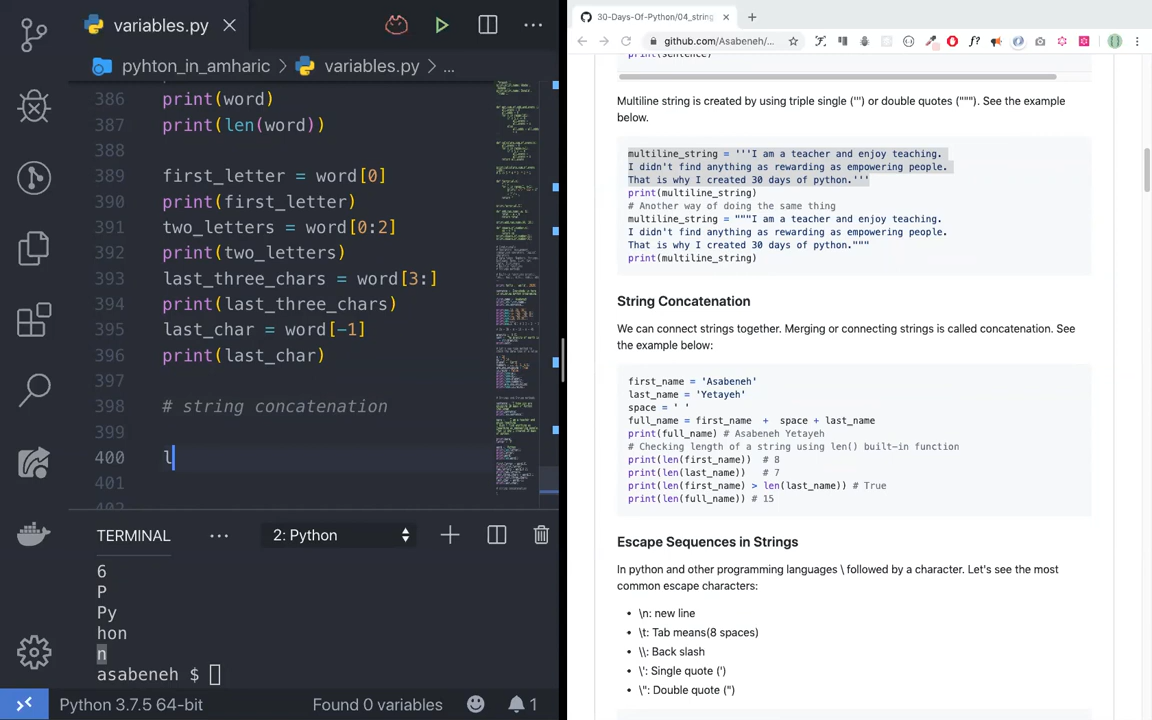 variables.py
pyhton_in_amharic > variables.py > ...
386 print(word)
387 print(len(word))
388
389 first_letter = word[0]
390 print(first_letter)
391 two_letters = word[0:2]
392 print(two_letters)
393 last_three_chars = word[3:]
394 print(last_three_chars)
395 last_char = word[-1]
396 print(last_char)
397
398 # string concatenation
399
400 l
401
TERMINAL
2: Python
6
P
Py
hon
n
asabeneh $
Python 3.7.5 64-bit
Found 0 variables
1
30-Days-Of-Python/04_string
github.com/Asabeneh/...
print(sentence)
Multiline string is created by using triple single (''') or double quotes ("""). See the example
below.
multiline_string = '''I am a teacher and enjoy teaching.
I didn't find anything as rewarding as empowering people.
That is why I created 30 days of python.'''
print(multiline_string)
# Another way of doing the same thing
multiline_string = """I am a teacher and enjoy teaching.
I didn't find anything as rewarding as empowering people.
That is why I created 30 days of python."""
print(multiline_string)
String Concatenation
We can connect strings together. Merging or connecting strings is called concatenation. See
the example below:
first_name = 'Asabeneh'
last_name = 'Yetayeh'
space = ' '
full_name = first_name  +  space + last_name
print(full_name) # Asabeneh Yetayeh
# Checking length of a string using len() built-in function
print(len(first_name))  # 8
print(len(last_name))   # 7
print(len(first_name) > len(last_name)) # True
print(len(full_name)) # 15
Escape Sequences in Strings
In python and other programming languages \ followed by a character. Let's see the most
common escape characters:
• \n: new line
• \t: Tab means(8 spaces)
• \\: Back slash
• \': Single quote (')
• \": Double quote (")